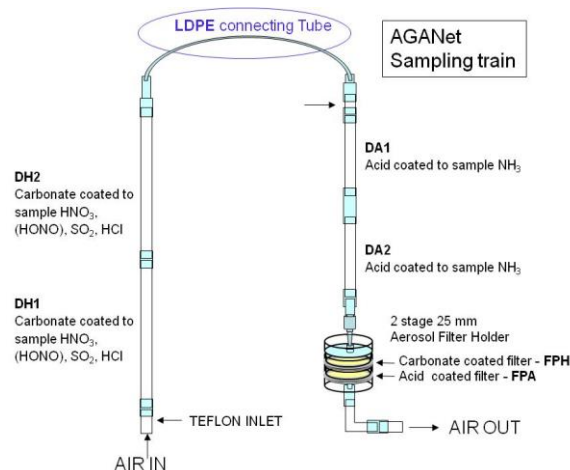 LDPE connecting Tube
AGANet
Sampling train
DH2
Carbonate coated to
sample HNO₃,
(HONO), SO₂, HCl
DH1
Carbonate coated to
sample HNO₃,
(HONO), SO₂, HCl
TEFLON INLET
AIR IN
DA1
Acid coated to sample NH₃
DA2
Acid coated to sample NH₃
2 stage 25 mm
Aerosol Filter Holder
Carbonate coated filter - FPH
Acid coated filter - FPA
AIR OUT